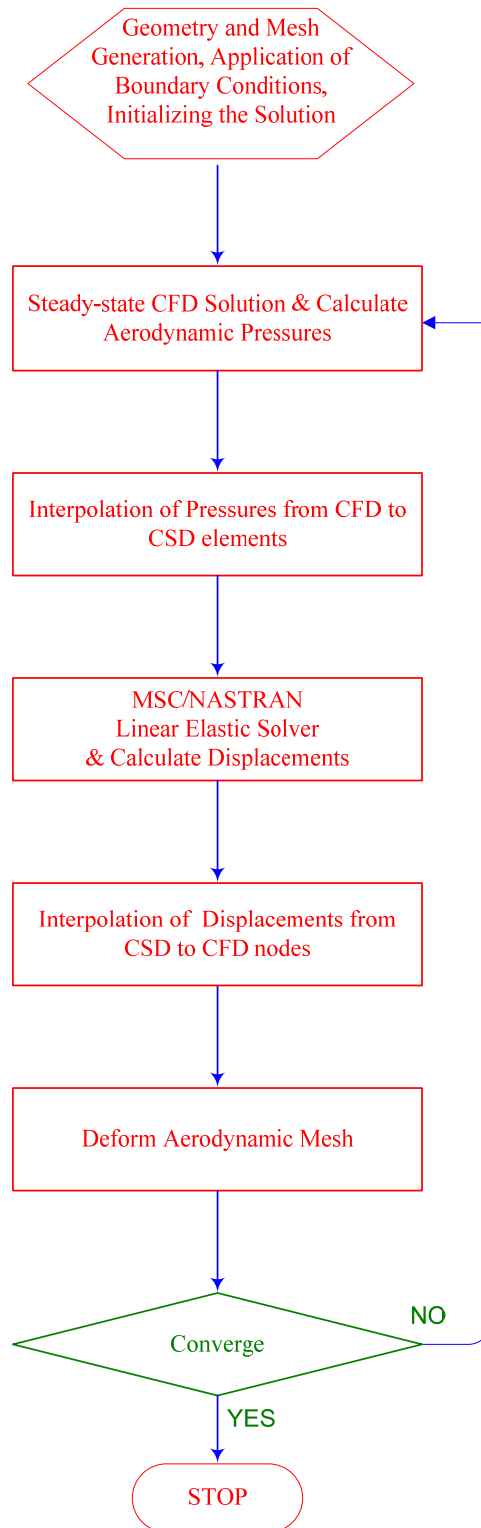 Geometry and Mesh
Generation, Application of
Boundary Conditions,
Initializing the Solution
Steady-state CFD Solution & Calculate
Aerodynamic Pressures
Interpolation of Pressures from CFD to
CSD elements
MSC/NASTRAN
Linear Elastic Solver
& Calculate Displacements
Interpolation of Displacements from
CSD to CFD nodes
Deform Aerodynamic Mesh
Converge
NO
YES
STOP